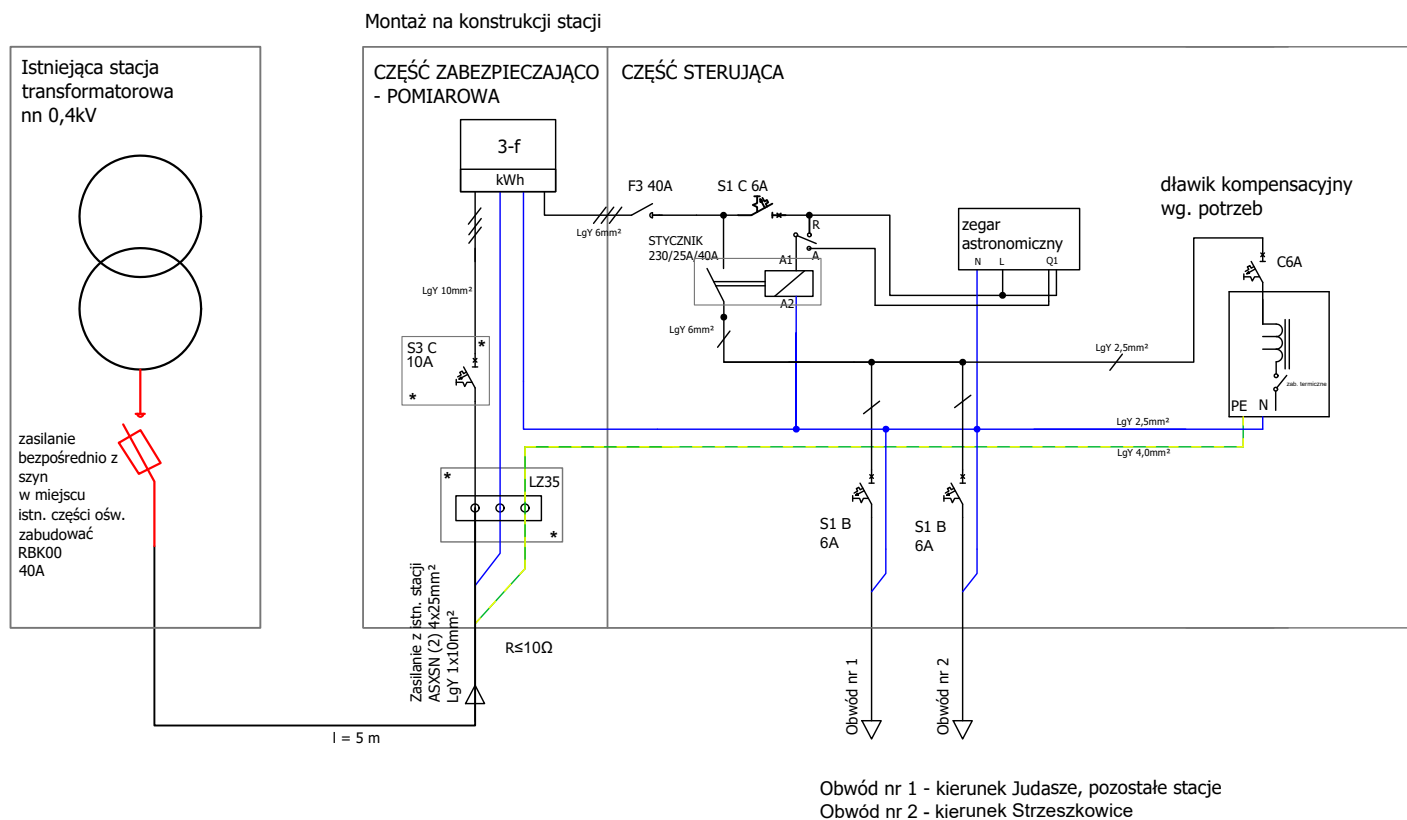 Montaż na konstrukcji stacji
Istniejąca stacja
transformatorowa
nn 0,4kV
zasilanie
bezpośrednio z
szyn
w miejscu
istn. części ośw.
zabudować
RBK00
40A
l = 5 m
CZĘŚĆ ZABEZPIECZAJĄCO
- POMIAROWA
3-f
kWh
LgY 10mm²
S3 C
10A
*
*
*
LZ35
*
Zasilanie z istn. stacji
ASXSN (2) 4x25mm²
LgY 1x10mm²
R≤10Ω
CZĘŚĆ STERUJĄCA
LgY 6mm²
F3 40A
S1 C 6A
R
A
STYCZNIK
230/25A/40A
A1
A2
LgY 6mm²
zegar
astronomiczny
N L Q1
dławik kompensacyjny
wg. potrzeb
C6A
zab. termiczne
PE N
LgY 2,5mm²
LgY 2,5mm²
LgY 4,0mm²
S1 B
6A
S1 B
6A
Obwód nr 1
Obwód nr 2
Obwód nr 1 - kierunek Judasze, pozostałe stacje
Obwód nr 2 - kierunek Strzeszkowice